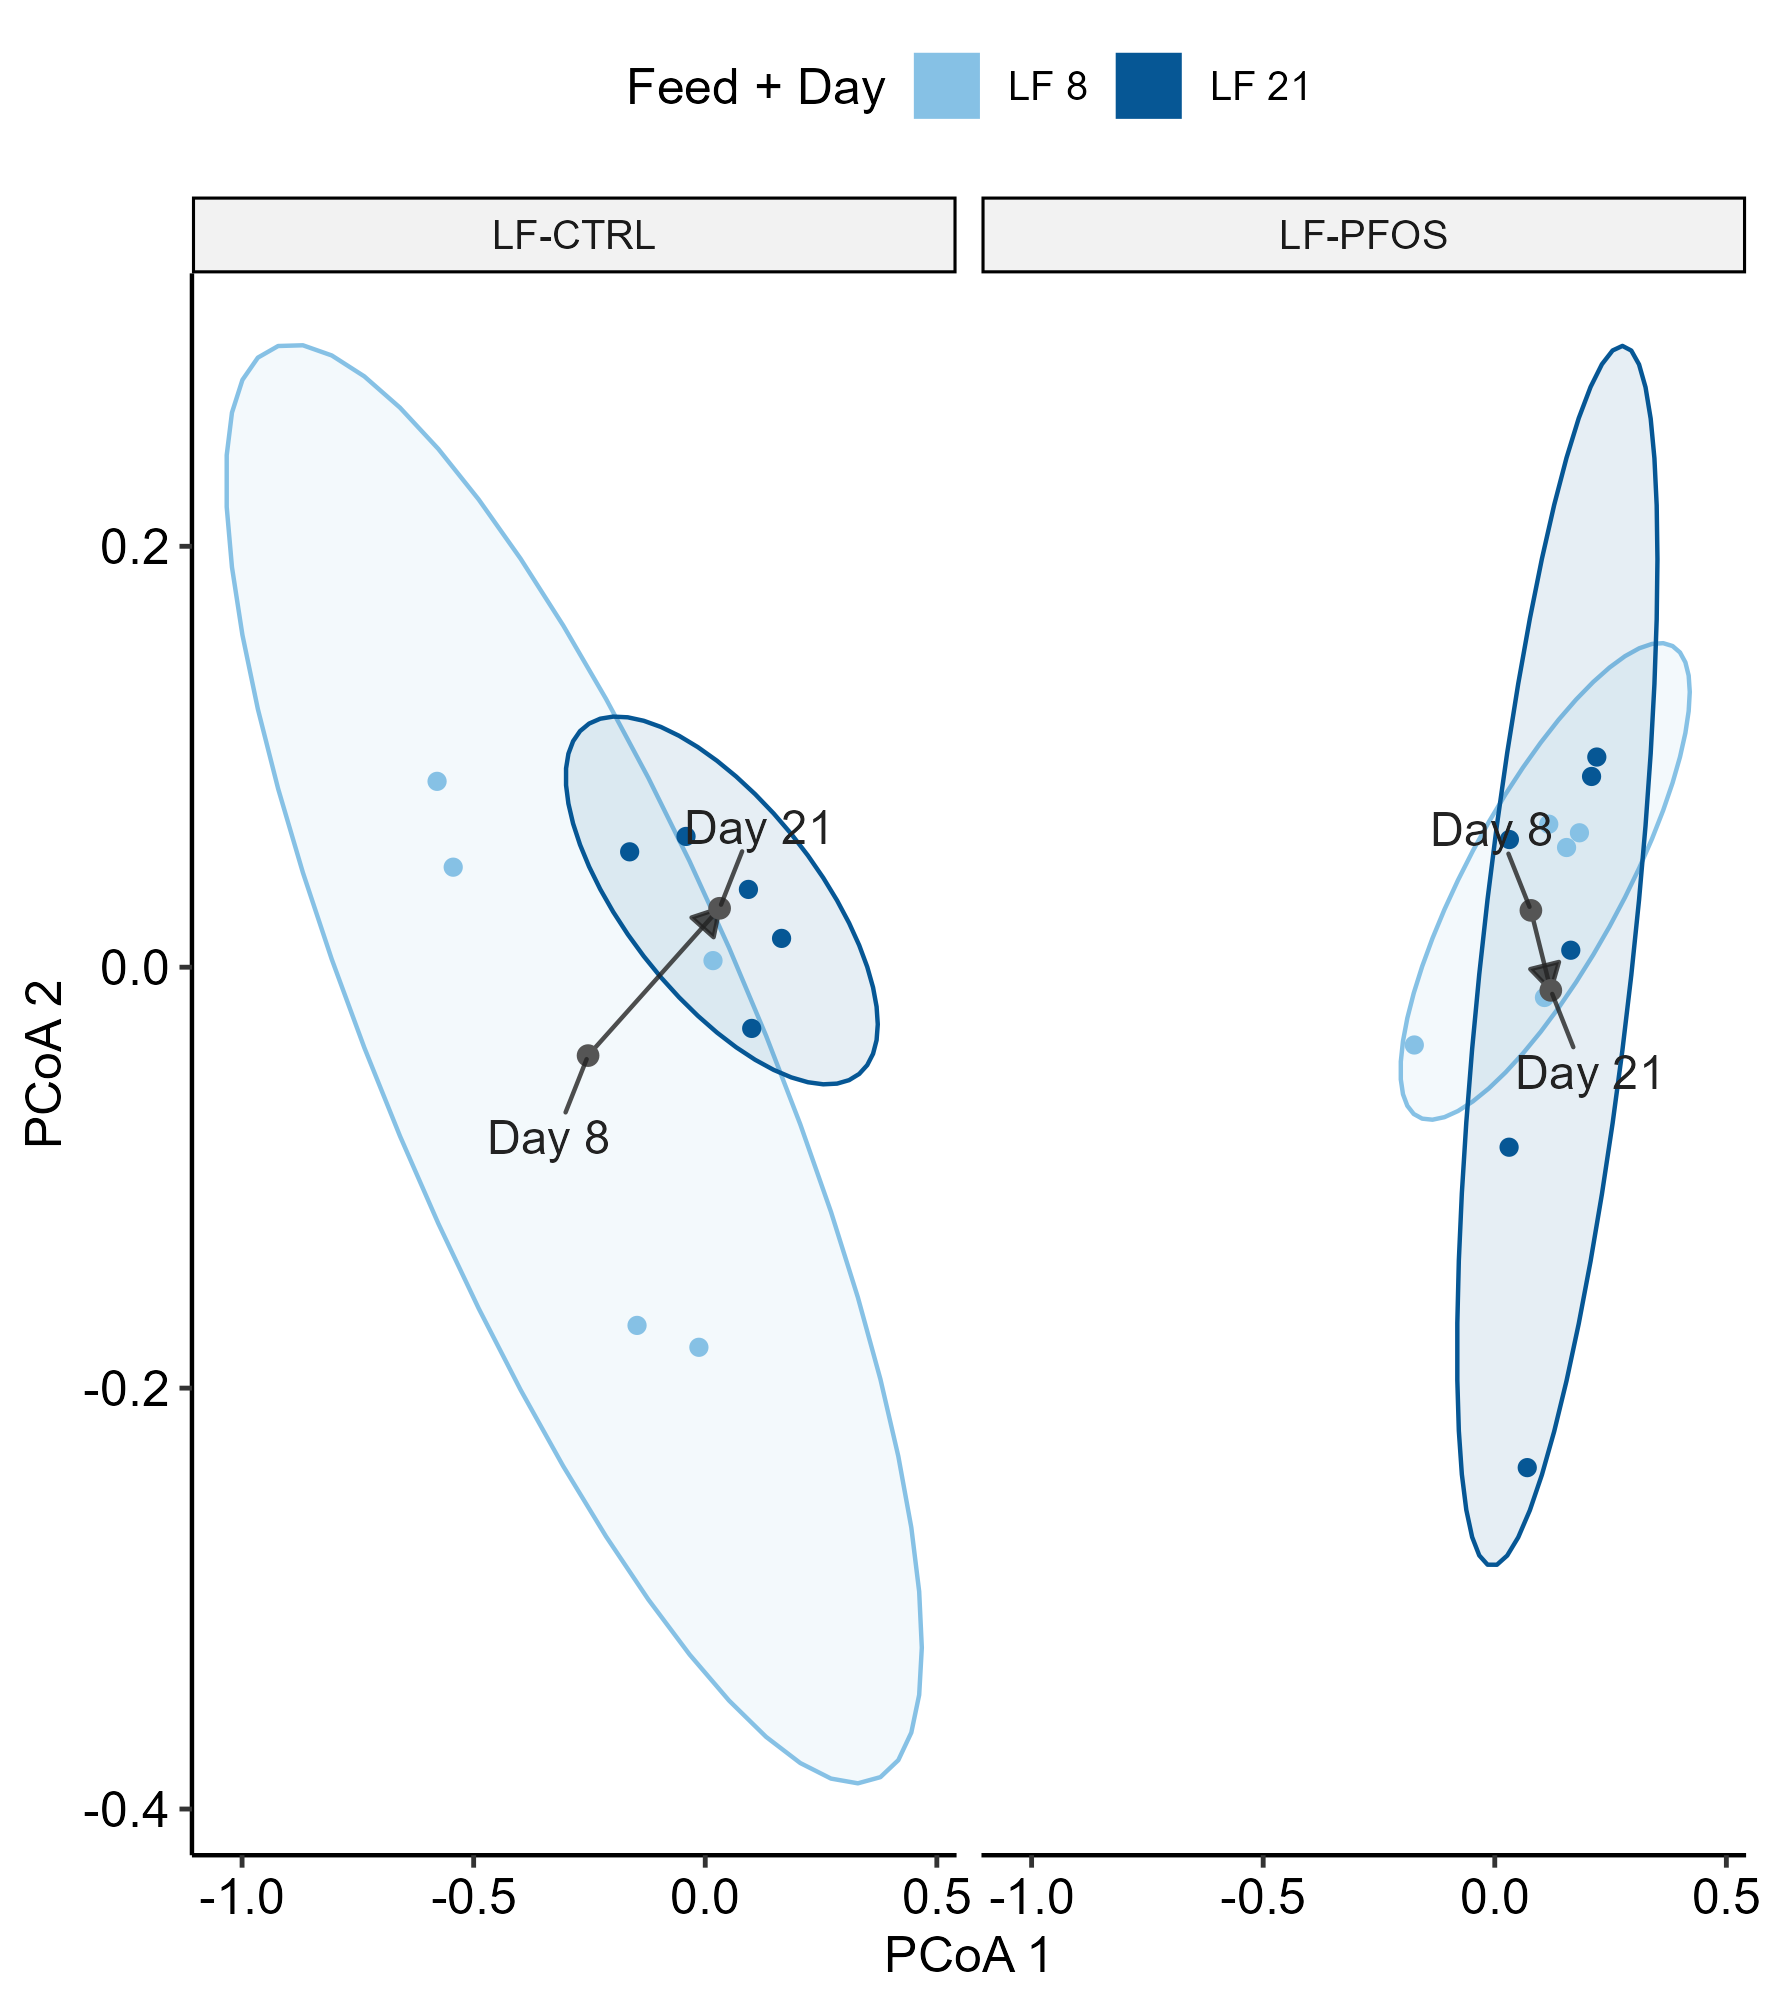 Feed + Day LF 8 LF 21
LF-CTRL LF-PFOS
0.2
Day 21 Day 8
0.0
PCoA 2
Day 21
Day 8
-0.2
-0.4
-1.0 -0.5 0.0 0.5 -1.0 -0.5 0.0 0.5
PCoA 1